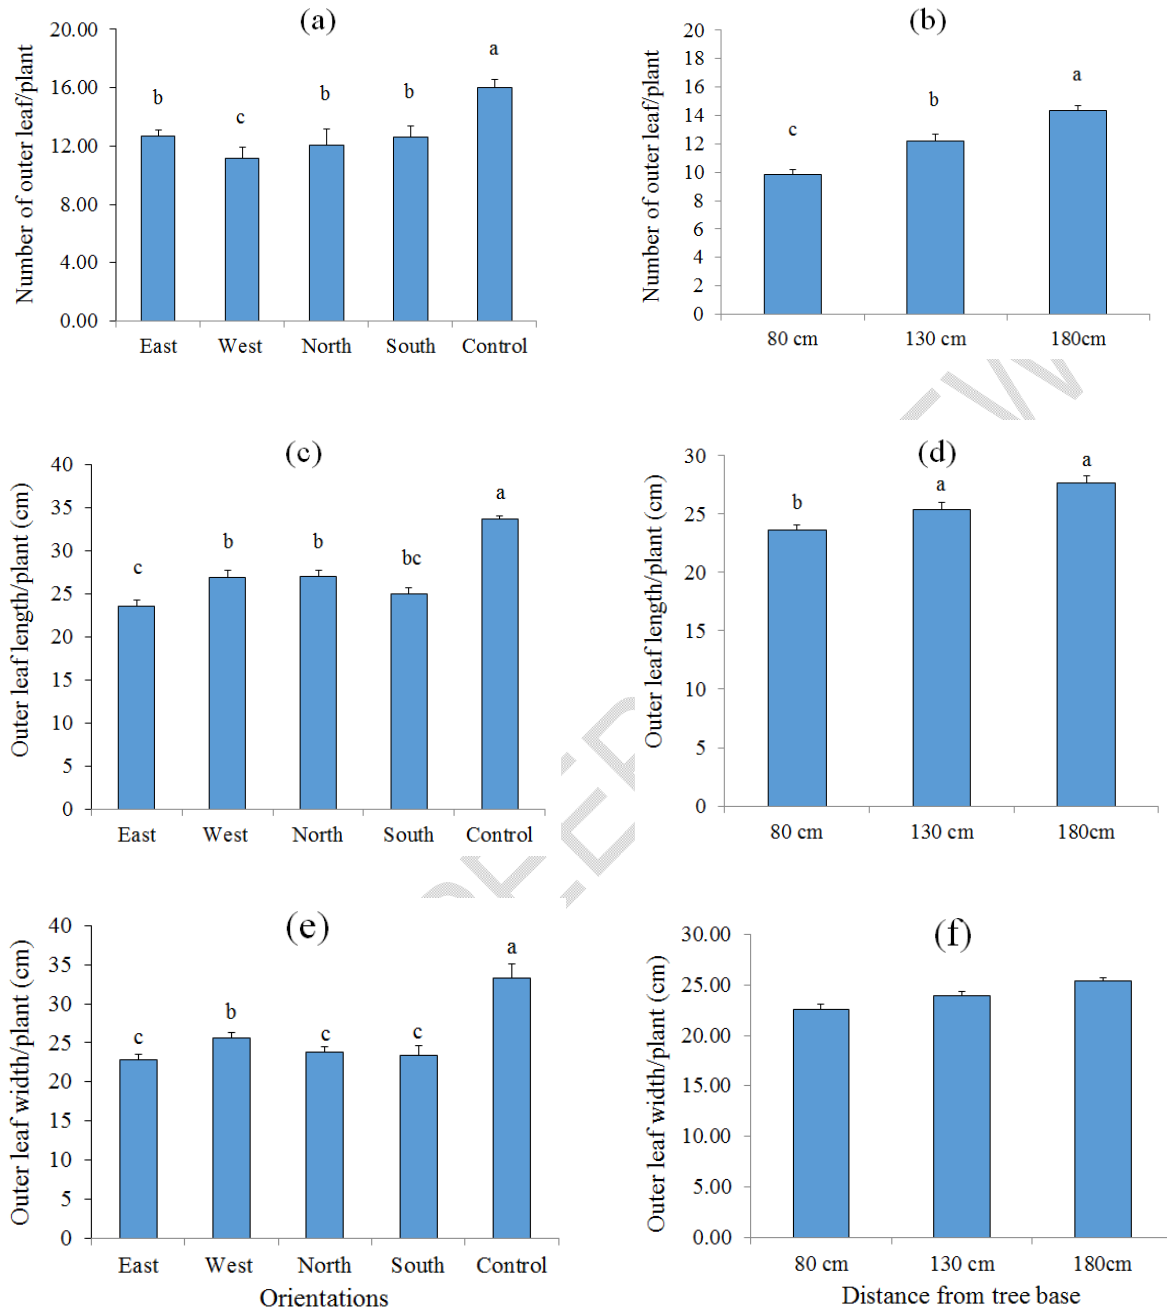 (a)
Number of outer leaf/plant
20.00
16.00
12.00
8.00
4.00
0.00
b
c
b
b
a
East West North South Control
(b)
Number of outer leaf/plant
20
18
16
14
12
10
8
6
4
2
0
c
b
a
80 cm 130 cm 180cm
(c)
Outer leaf length/plant (cm)
40
35
30
25
20
15
10
5
0
c
b
b
bc
a
East West North South Control
(d)
Outer leaf length/plant (cm)
30
25
20
15
10
5
0
b
a
a
80 cm 130 cm 180cm
(e)
Outer leaf width/plant (cm)
40
35
30
25
20
15
10
5
0
c
b
c
c
a
East West North South Control
Orientations
(f)
Outer leaf width/plant (cm)
30.00
25.00
20.00
15.00
10.00
5.00
0.00
80 cm 130 cm 180cm
Distance from tree base